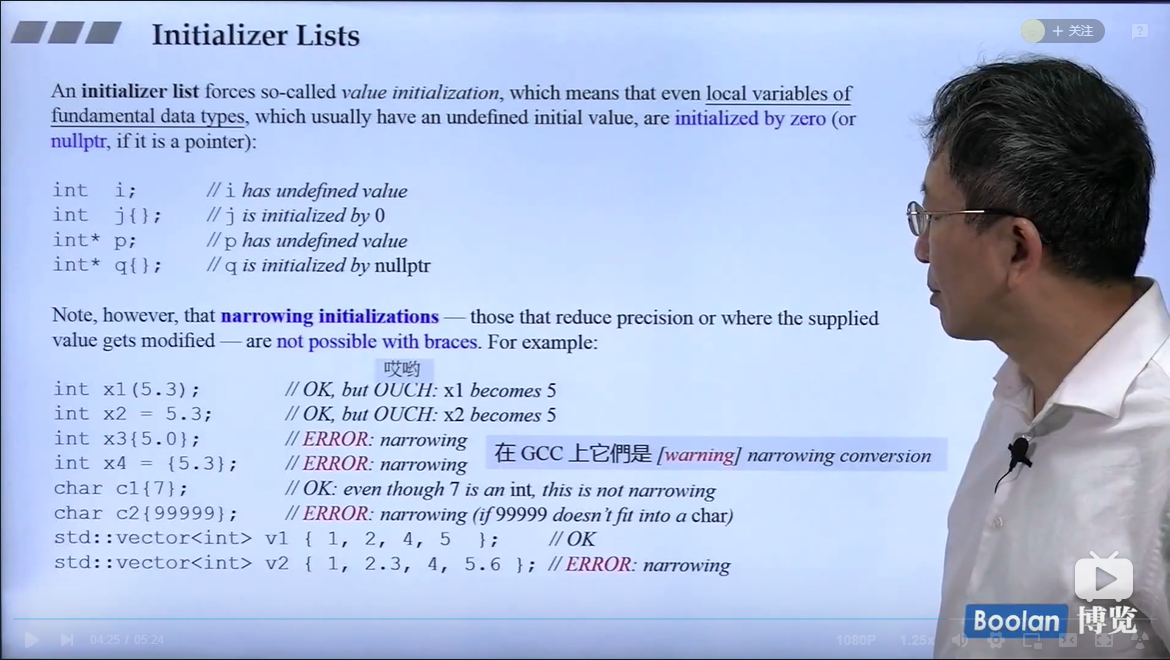 Initializer Lists
+ 关注
An initializer list forces so-called value initialization, which means that even local variables of
fundamental data types, which usually have an undefined initial value, are initialized by zero (or
nullptr, if it is a pointer):
int i; // i has undefined value
int j{}; // j is initialized by 0
int* p; // p has undefined value
int* q{}; // q is initialized by nullptr
Note, however, that narrowing initializations — those that reduce precision or where the supplied
value gets modified — are not possible with braces. For example:
哎哟
int x1(5.3); // OK, but OUCH: x1 becomes 5
int x2 = 5.3; // OK, but OUCH: x2 becomes 5
int x3{5.0}; // ERROR: narrowing
在 GCC 上它們是 [warning] narrowing conversion
int x4 = {5.3}; // ERROR: narrowing
char c1{7}; // OK: even though 7 is an int, this is not narrowing
char c2{99999}; // ERROR: narrowing (if 99999 doesn't fit into a char)
std::vector<int> v1 { 1, 2, 4, 5 }; // OK
std::vector<int> v2 { 1, 2.3, 4, 5.6 }; // ERROR: narrowing
Boolan 博览
04:25 / 05:24
1080P 1.25x